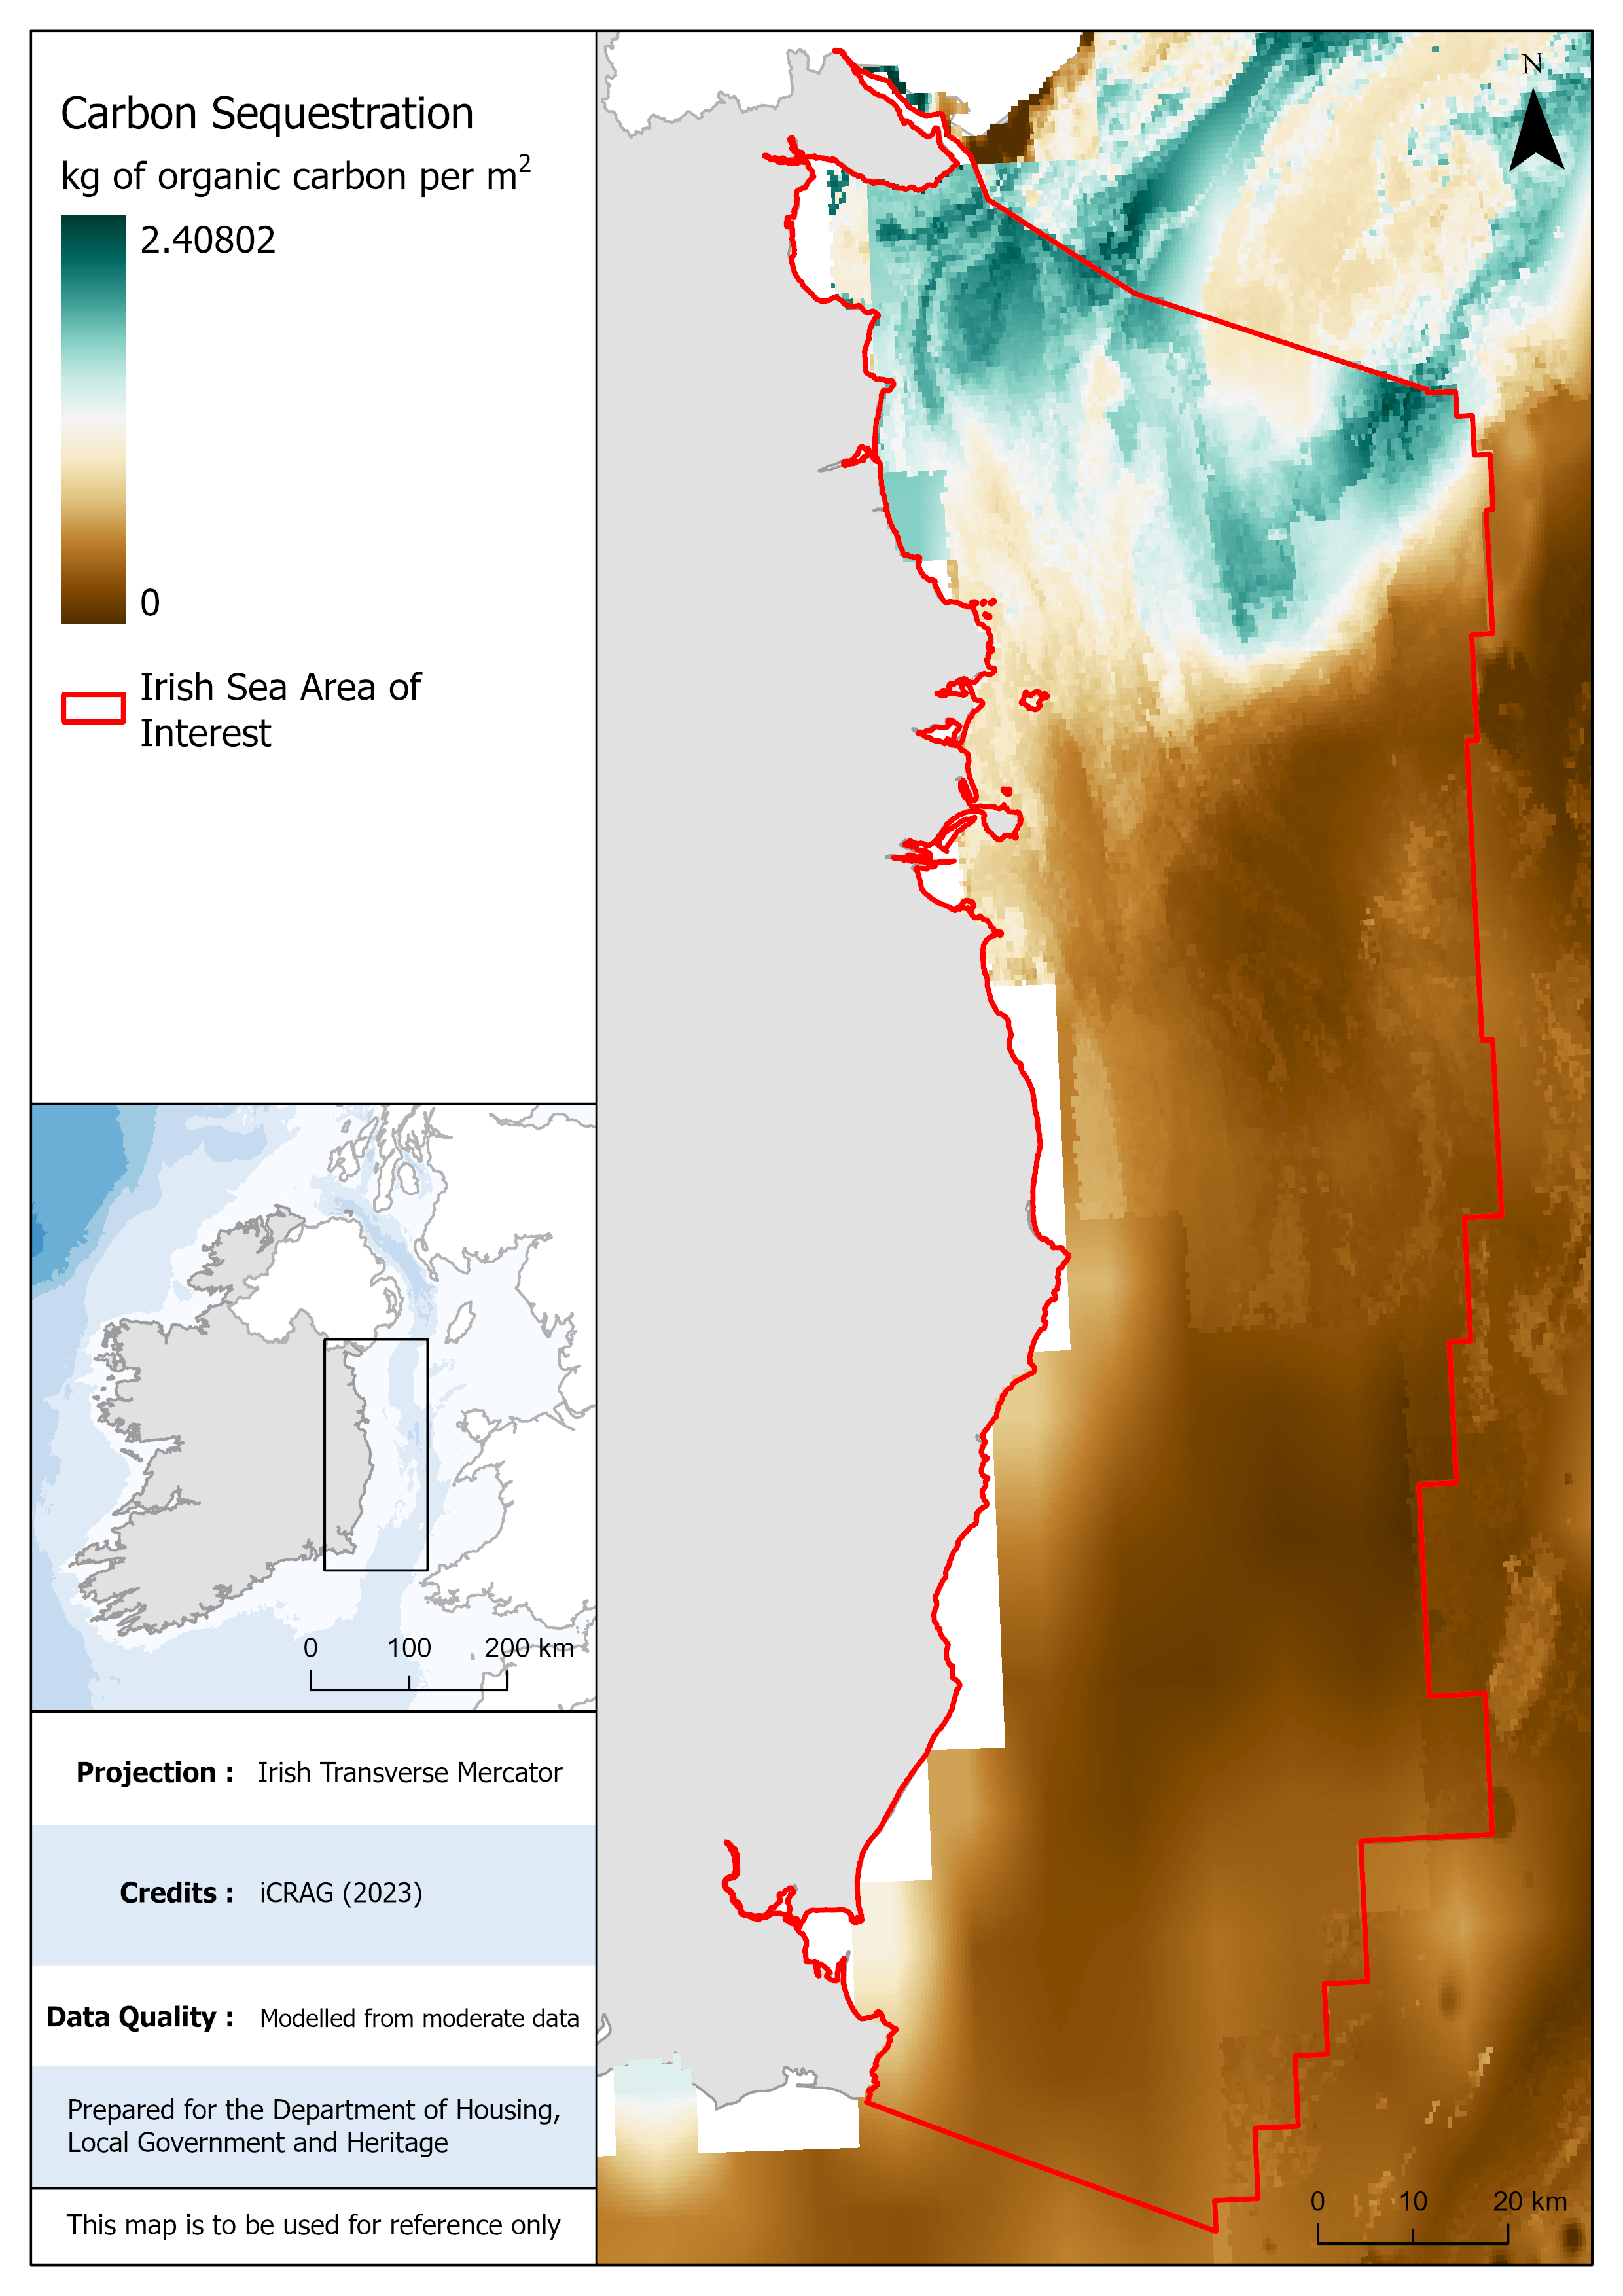 Carbon Sequestration
kg of organic carbon per m²
2.40802
0
Irish Sea Area of
Interest
N
0 100 200 km
Projection : Irish Transverse Mercator
Credits : iCRAG (2023)
Data Quality : Modelled from moderate data
Prepared for the Department of Housing,
Local Government and Heritage
This map is to be used for reference only
0 10 20 km